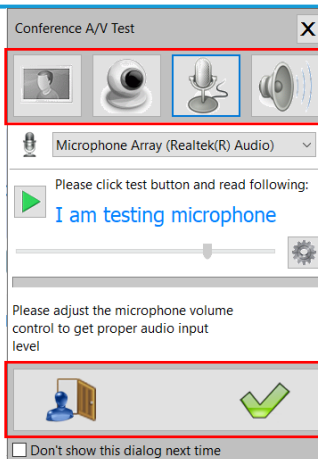 Conference A/V Test
X
Microphone Array (Realtek(R) Audio)
Please click test button and read following:
I am testing microphone
Please adjust the microphone volume
control to get proper audio input
level
Don't show this dialog next time